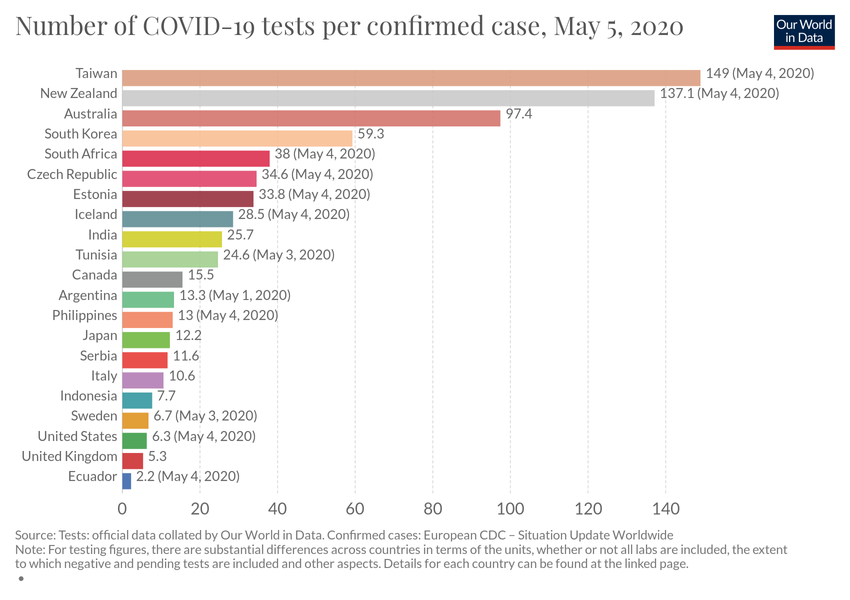 Number of COVID-19 tests per confirmed case, May 5, 2020
Our World
in Data
Taiwan 149 (May 4, 2020)
New Zealand 137.1 (May 4, 2020)
Australia 97.4
South Korea 59.3
South Africa 38 (May 4, 2020)
Czech Republic 34.6 (May 4, 2020)
Estonia 33.8 (May 4, 2020)
Iceland 28.5 (May 4, 2020)
India 25.7
Tunisia 24.6 (May 3, 2020)
Canada 15.5
Argentina 13.3 (May 1, 2020)
Philippines 13 (May 4, 2020)
Japan 12.2
Serbia 11.6
Italy 10.6
Indonesia 7.7
Sweden 6.7 (May 3, 2020)
United States 6.3 (May 4, 2020)
United Kingdom 5.3
Ecuador 2.2 (May 4, 2020)
0 20 40 60 80 100 120 140
Source: Tests: official data collated by Our World in Data. Confirmed cases: European CDC – Situation Update Worldwide
Note: For testing figures, there are substantial differences across countries in terms of the units, whether or not all labs are included, the extent
to which negative and pending tests are included and other aspects. Details for each country can be found at the linked page.
•